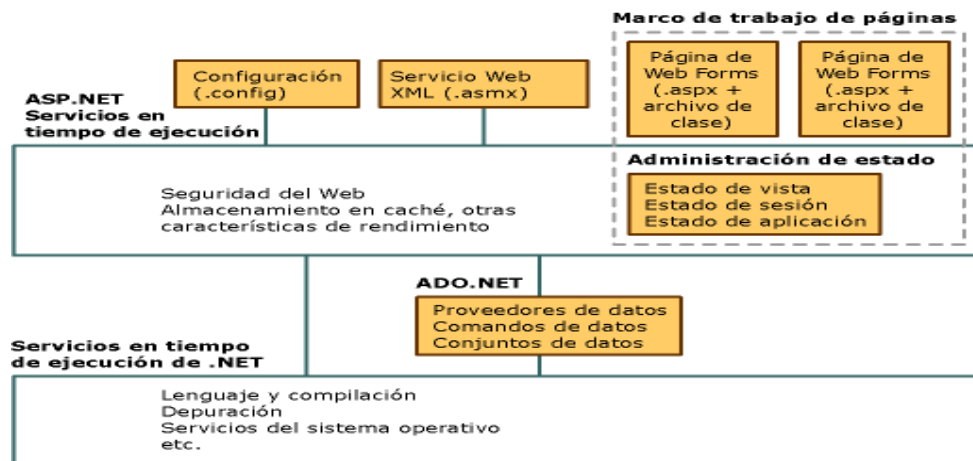 Marco de trabajo de páginas
Configuración
(.config)
Servicio Web
XML (.asmx)
Página de
Web Forms
(.aspx +
archivo de
clase)
Página de
Web Forms
(.aspx +
archivo de
clase)
ASP.NET
Servicios en
tiempo de ejecución
Administración de estado
Estado de vista
Estado de sesión
Estado de aplicación
Seguridad del Web
Almacenamiento en caché, otras
características de rendimiento
ADO.NET
Proveedores de datos
Comandos de datos
Conjuntos de datos
Servicios en tiempo
de ejecución de .NET
Lenguaje y compilación
Depuración
Servicios del sistema operativo
etc.